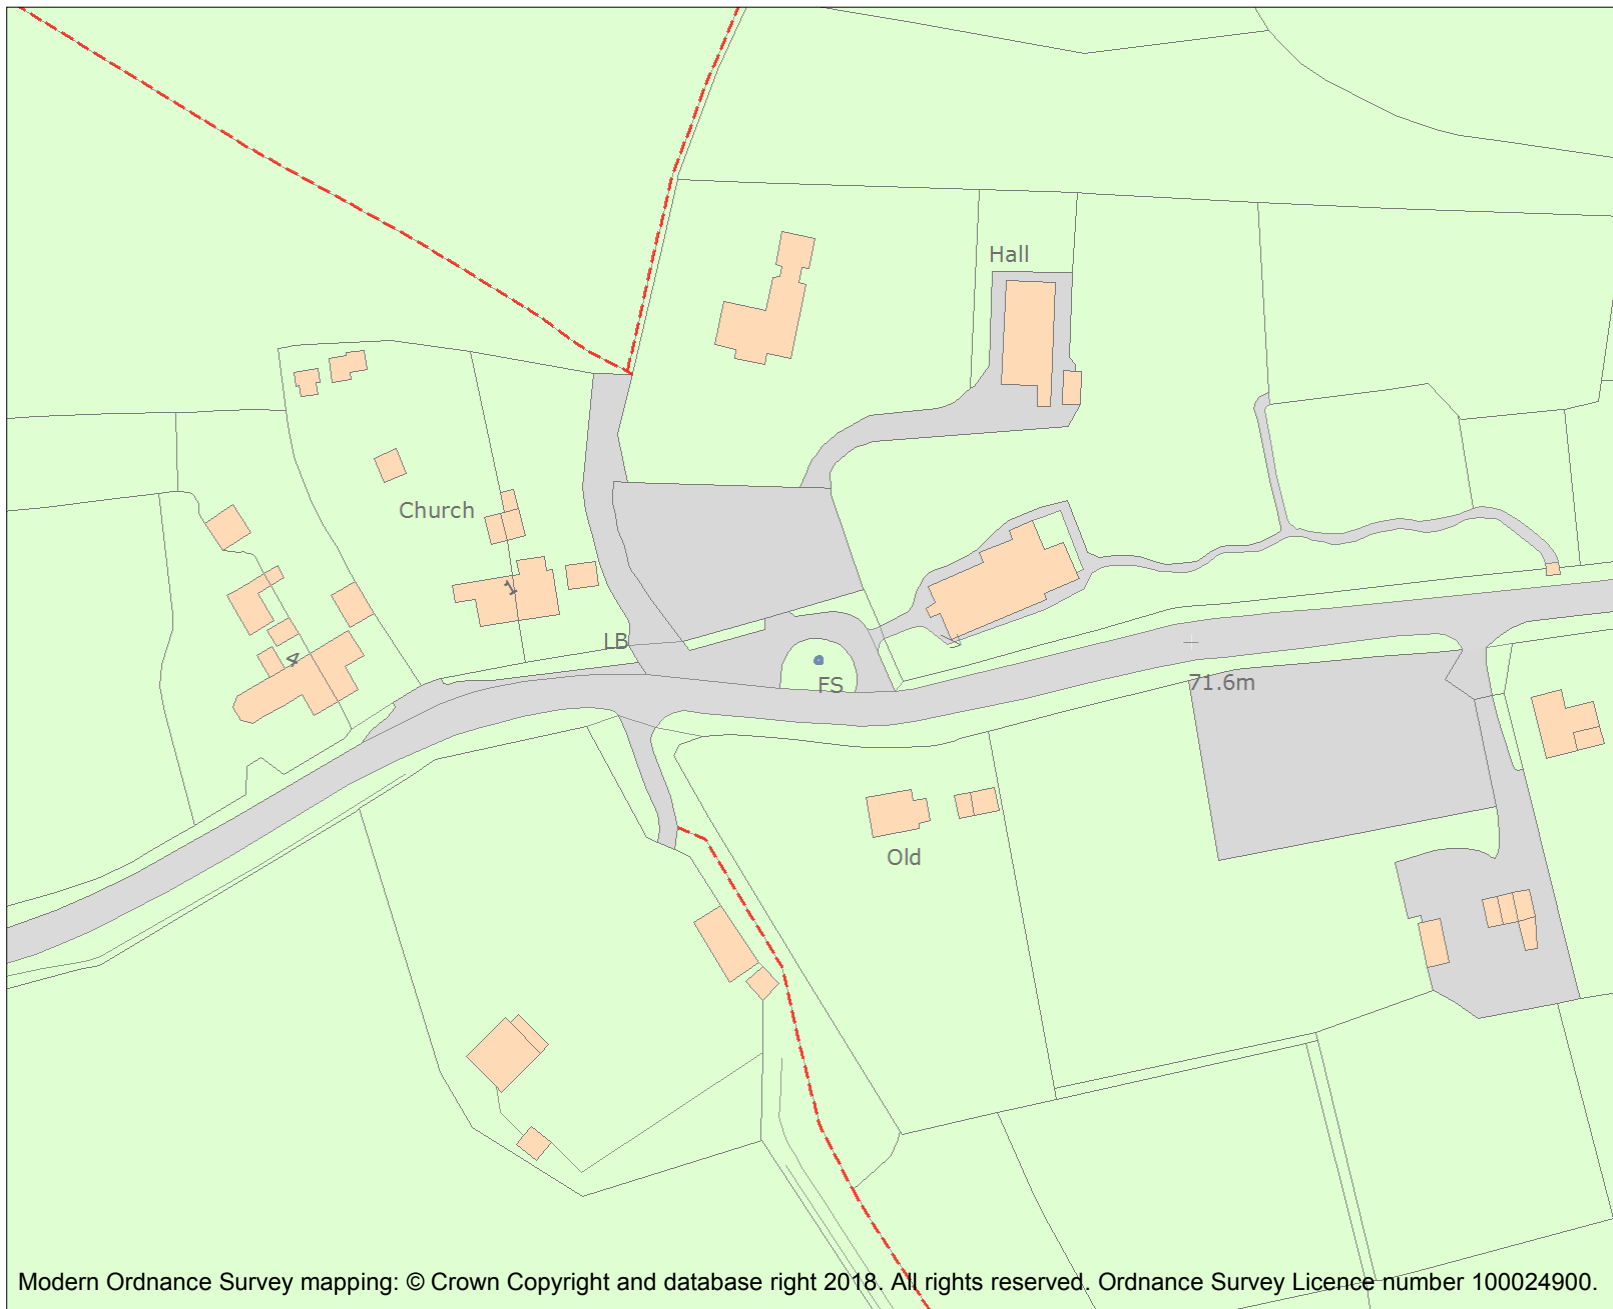 Hall
Church
1
LB
4
FS
71.6m
Old
Modern Ordnance Survey mapping: © Crown Copyright and database right 2018. All rights reserved. Ordnance Survey Licence number 100024900.